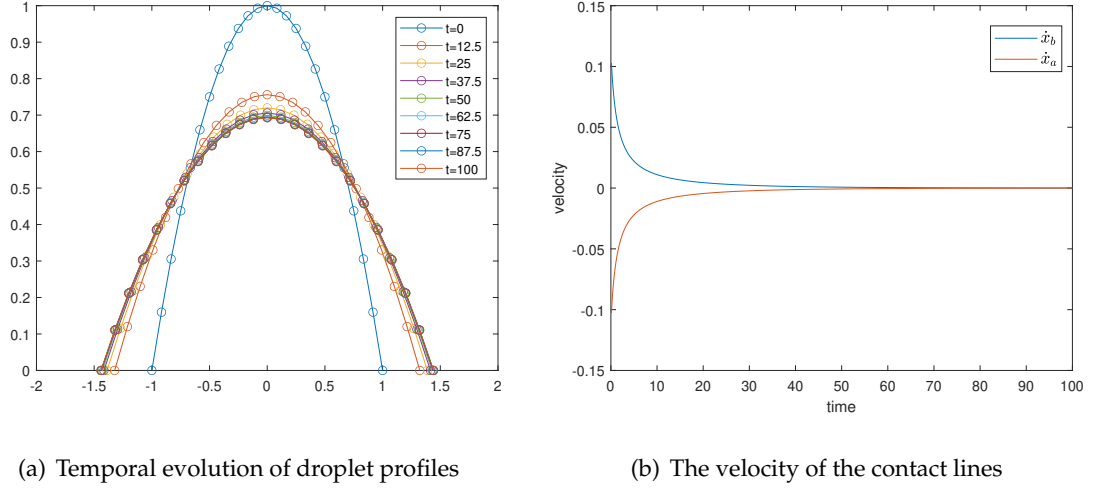 1
0.9
0.8
0.7
0.6
0.5
0.4
0.3
0.2
0.1
0
-2 -1.5 -1 -0.5 0 0.5 1 1.5 2
t=0
t=12.5
t=25
t=37.5
t=50
t=62.5
t=75
t=87.5
t=100
0.15
0.1
0.05
0
-0.05
-0.1
-0.15
velocity
0 10 20 30 40 50 60 70 80 90 100
time
ẋ_b
ẋ_a
(a) Temporal evolution of droplet profiles
(b) The velocity of the contact lines